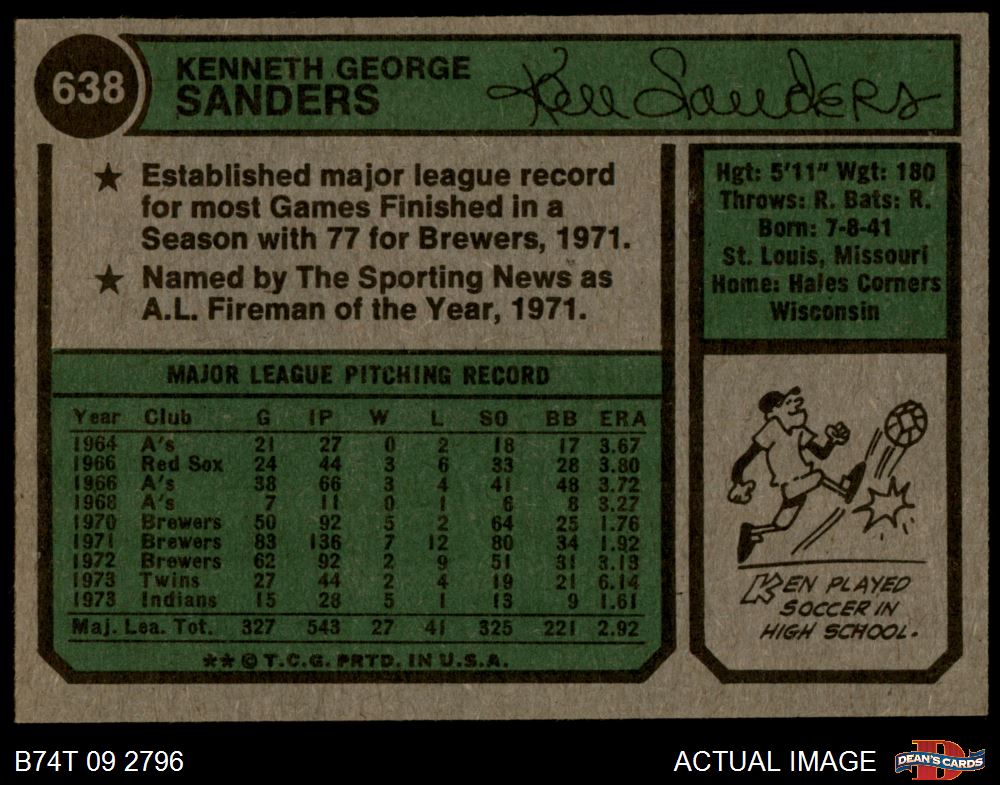 638
KENNETH GEORGE
SANDERS
Ken Sanders
★ Established major league record
for most Games Finished in a
Season with 77 for Brewers, 1971.
★ Named by The Sporting News as
A.L. Fireman of the Year, 1971.
Hgt: 5'11" Wgt: 180
Throws: R. Bats: R.
Born: 7-8-41
St. Louis, Missouri
Home: Hales Corners
Wisconsin
MAJOR LEAGUE PITCHING RECORD
Year Club G IP W L SO BB ERA
1964 A's 21 27 0 2 18 17 3.67
1966 Red Sox 24 44 3 6 33 28 3.80
1966 A's 38 66 3 4 41 48 3.72
1968 A's 7 11 0 1 6 8 3.27
1970 Brewers 50 92 5 2 64 25 1.76
1971 Brewers 83 136 7 12 80 34 1.92
1972 Brewers 62 92 2 9 51 31 3.13
1973 Twins 27 44 2 4 19 21 6.14
1973 Indians 15 28 5 1 13 9 1.61
Maj. Lea. Tot. 327 543 27 41 325 221 2.92
★★ © T.C.G. PRTD. IN U.S.A.
KEN PLAYED
SOCCER IN
HIGH SCHOOL.
B74T 09 2796
ACTUAL IMAGE
D
DEAN'S CARDS